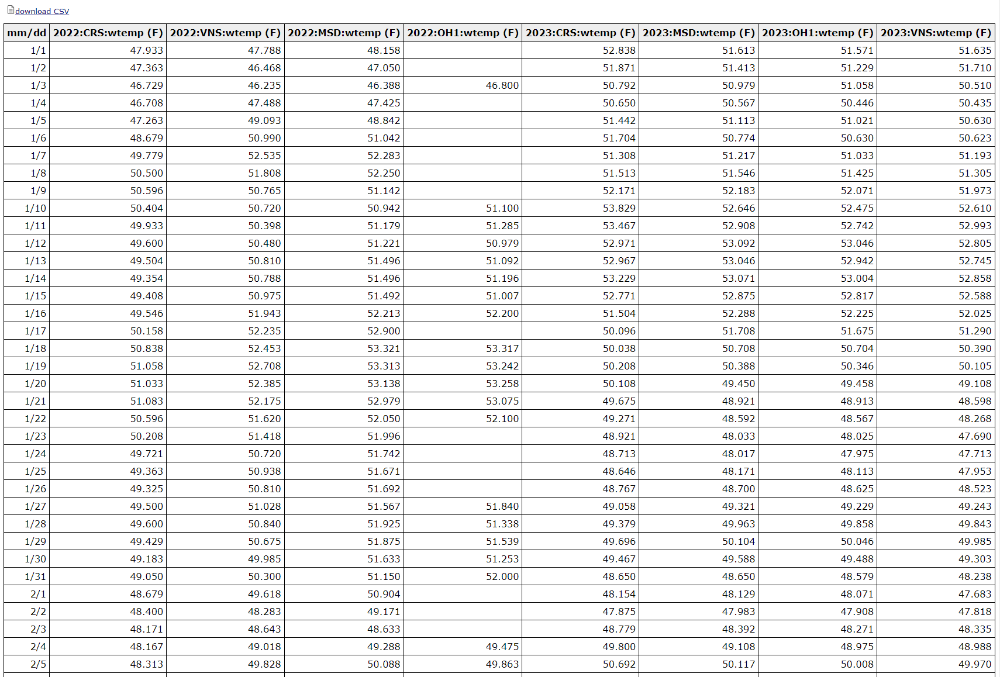 download CSV
mm/dd 2022:CRS:wtemp (F) 2022:VNS:wtemp (F) 2022:MSD:wtemp (F) 2022:OH1:wtemp (F) 2023:CRS:wtemp (F) 2023:MSD:wtemp (F) 2023:OH1:wtemp (F) 2023:VNS:wtemp (F)
1/1 47.933 47.788 48.158 52.838 51.613 51.571 51.635
1/2 47.363 46.468 47.050 51.871 51.413 51.229 51.710
1/3 46.729 46.235 46.388 46.800 50.792 50.979 51.058 50.510
1/4 46.708 47.488 47.425 50.650 50.567 50.446 50.435
1/5 47.263 49.093 48.842 51.442 51.113 51.021 50.630
1/6 48.679 50.990 51.042 51.704 50.774 50.630 50.623
1/7 49.779 52.535 52.283 51.308 51.217 51.033 51.193
1/8 50.500 51.808 52.250 51.513 51.546 51.425 51.305
1/9 50.596 50.765 51.142 52.171 52.183 52.071 51.973
1/10 50.404 50.720 50.942 51.100 53.829 52.646 52.475 52.610
1/11 49.933 50.398 51.179 51.285 53.467 52.908 52.742 52.993
1/12 49.600 50.480 51.221 50.979 52.971 53.092 53.046 52.805
1/13 49.504 50.810 51.496 51.092 52.967 53.046 52.942 52.745
1/14 49.354 50.788 51.496 51.196 53.229 53.071 53.004 52.858
1/15 49.408 50.975 51.492 51.007 52.771 52.875 52.817 52.588
1/16 49.546 51.943 52.213 52.200 51.504 52.288 52.225 52.025
1/17 50.158 52.235 52.900 50.096 51.708 51.675 51.290
1/18 50.838 52.453 53.321 53.317 50.038 50.708 50.704 50.390
1/19 51.058 52.708 53.313 53.242 50.208 50.388 50.346 50.105
1/20 51.033 52.385 53.138 53.258 50.108 49.450 49.458 49.108
1/21 51.083 52.175 52.979 53.075 49.675 48.921 48.913 48.598
1/22 50.596 51.620 52.050 52.100 49.271 48.592 48.567 48.268
1/23 50.208 51.418 51.996 48.921 48.033 48.025 47.690
1/24 49.721 50.720 51.742 48.713 48.017 47.975 47.713
1/25 49.363 50.938 51.671 48.646 48.171 48.113 47.953
1/26 49.325 50.810 51.692 48.767 48.700 48.625 48.523
1/27 49.500 51.028 51.567 51.840 49.058 49.321 49.229 49.243
1/28 49.600 50.840 51.925 51.338 49.379 49.963 49.858 49.843
1/29 49.429 50.675 51.875 51.539 49.696 50.104 50.046 49.985
1/30 49.183 49.985 51.633 51.253 49.467 49.588 49.488 49.303
1/31 49.050 50.300 51.150 52.000 48.650 48.650 48.579 48.238
2/1 48.679 49.618 50.904 48.154 48.129 48.071 47.683
2/2 48.400 48.283 49.171 47.875 47.983 47.908 47.818
2/3 48.171 48.643 48.633 48.779 48.392 48.271 48.335
2/4 48.167 49.018 49.288 49.475 49.800 49.108 48.975 48.988
2/5 48.313 49.828 50.088 49.863 50.692 50.117 50.008 49.970